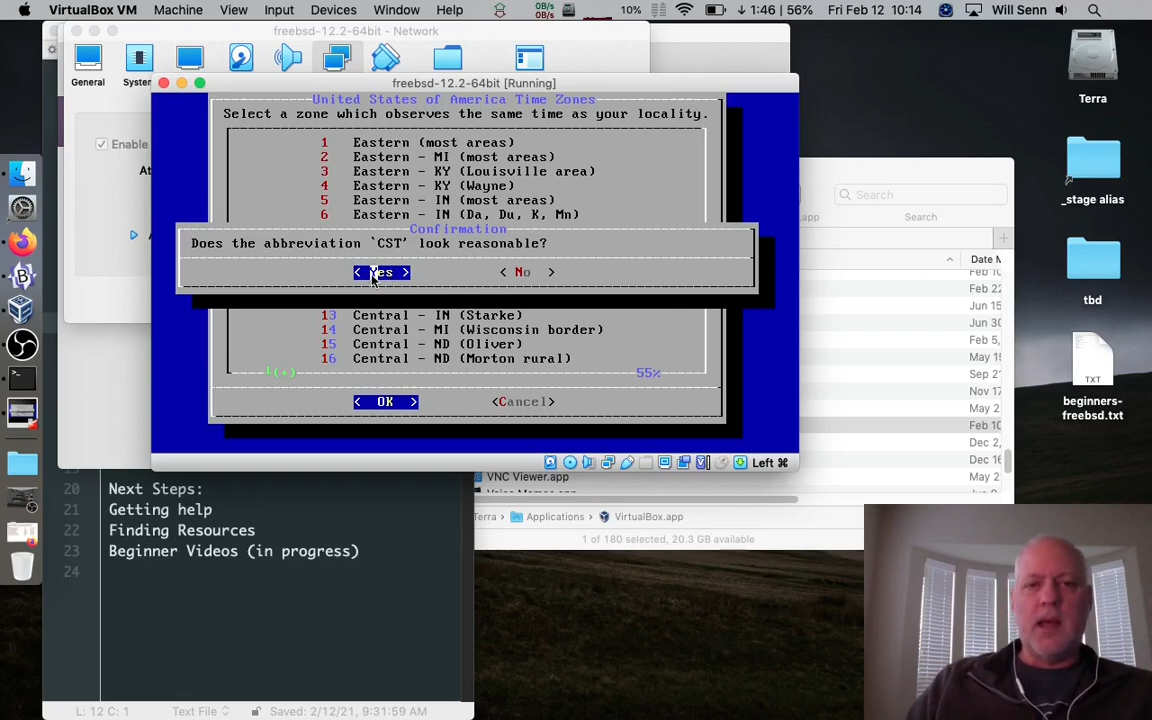 VirtualBox VM Machine View Input Devices Window Help 0B/s 0B/s 10% 1:46 | 56% Fri Feb 12 10:14 Will Senn
freebsd-12.2-64bit - Network
General System
freebsd-12.2-64bit [Running]
Enable
At
United States of America Time Zones
Select a zone which observes the same time as your locality.
1 Eastern (most areas)
2 Eastern - MI (most areas)
3 Eastern - KY (Louisville area)
4 Eastern - KY (Wayne)
5 Eastern - IN (most areas)
6 Eastern - IN (Da, Du, K, Mn)
Confirmation
Does the abbreviation `CST' look reasonable?
< Yes > < No >
13 Central - IN (Starke)
14 Central - MI (Wisconsin border)
15 Central - ND (Oliver)
16 Central - ND (Morton rural)
(+) 55%
< OK > <Cancel>
Left ⌘
Search
.app Search
Date M
Feb 10
Feb 22
Jun 15
Jun 30
Feb 5,
May 15
Sep 21
Nov 17
May 2
Feb 10
Dec 2,
Dec 16
May 2
VNC Viewer.app
Terra › Applications › VirtualBox.app
1 of 180 selected, 20.3 GB available
20 Next Steps:
21 Getting help
22 Finding Resources
23 Beginner Videos (in progress)
24
L: 12 C: 1 Text File Saved: 2/12/21, 9:31:59 AM
Terra
_stage alias
tbd
TXT
beginners-
freebsd.txt